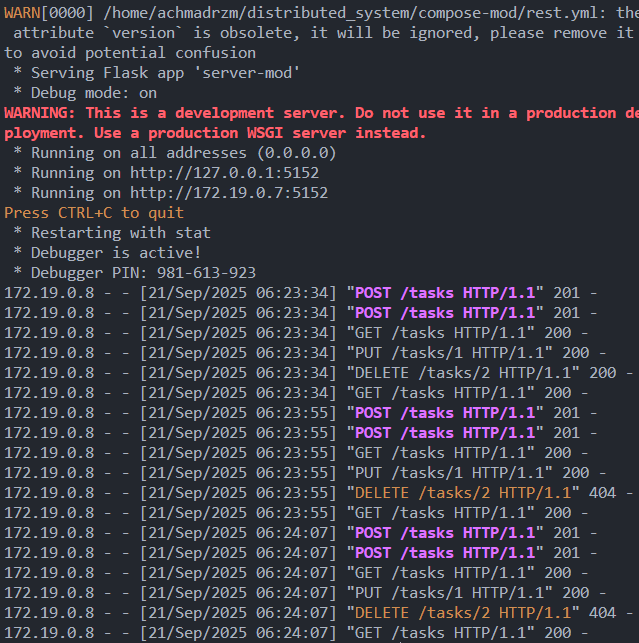 WARN[0000] /home/achmadrzm/distributed_system/compose-mod/rest.yml: the
 attribute `version` is obsolete, it will be ignored, please remove it
to avoid potential confusion
 * Serving Flask app 'server-mod'
 * Debug mode: on
WARNING: This is a development server. Do not use it in a production de
ployment. Use a production WSGI server instead.
 * Running on all addresses (0.0.0.0)
 * Running on http://127.0.0.1:5152
 * Running on http://172.19.0.7:5152
Press CTRL+C to quit
 * Restarting with stat
 * Debugger is active!
 * Debugger PIN: 981-613-923
172.19.0.8 - - [21/Sep/2025 06:23:34] "POST /tasks HTTP/1.1" 201 -
172.19.0.8 - - [21/Sep/2025 06:23:34] "POST /tasks HTTP/1.1" 201 -
172.19.0.8 - - [21/Sep/2025 06:23:34] "GET /tasks HTTP/1.1" 200 -
172.19.0.8 - - [21/Sep/2025 06:23:34] "PUT /tasks/1 HTTP/1.1" 200 -
172.19.0.8 - - [21/Sep/2025 06:23:34] "DELETE /tasks/2 HTTP/1.1" 200 -
172.19.0.8 - - [21/Sep/2025 06:23:34] "GET /tasks HTTP/1.1" 200 -
172.19.0.8 - - [21/Sep/2025 06:23:55] "POST /tasks HTTP/1.1" 201 -
172.19.0.8 - - [21/Sep/2025 06:23:55] "POST /tasks HTTP/1.1" 201 -
172.19.0.8 - - [21/Sep/2025 06:23:55] "GET /tasks HTTP/1.1" 200 -
172.19.0.8 - - [21/Sep/2025 06:23:55] "PUT /tasks/1 HTTP/1.1" 200 -
172.19.0.8 - - [21/Sep/2025 06:23:55] "DELETE /tasks/2 HTTP/1.1" 404 -
172.19.0.8 - - [21/Sep/2025 06:23:55] "GET /tasks HTTP/1.1" 200 -
172.19.0.8 - - [21/Sep/2025 06:24:07] "POST /tasks HTTP/1.1" 201 -
172.19.0.8 - - [21/Sep/2025 06:24:07] "POST /tasks HTTP/1.1" 201 -
172.19.0.8 - - [21/Sep/2025 06:24:07] "GET /tasks HTTP/1.1" 200 -
172.19.0.8 - - [21/Sep/2025 06:24:07] "PUT /tasks/1 HTTP/1.1" 200 -
172.19.0.8 - - [21/Sep/2025 06:24:07] "DELETE /tasks/2 HTTP/1.1" 404 -
172.19.0.8 - - [21/Sep/2025 06:24:07] "GET /tasks HTTP/1.1" 200 -